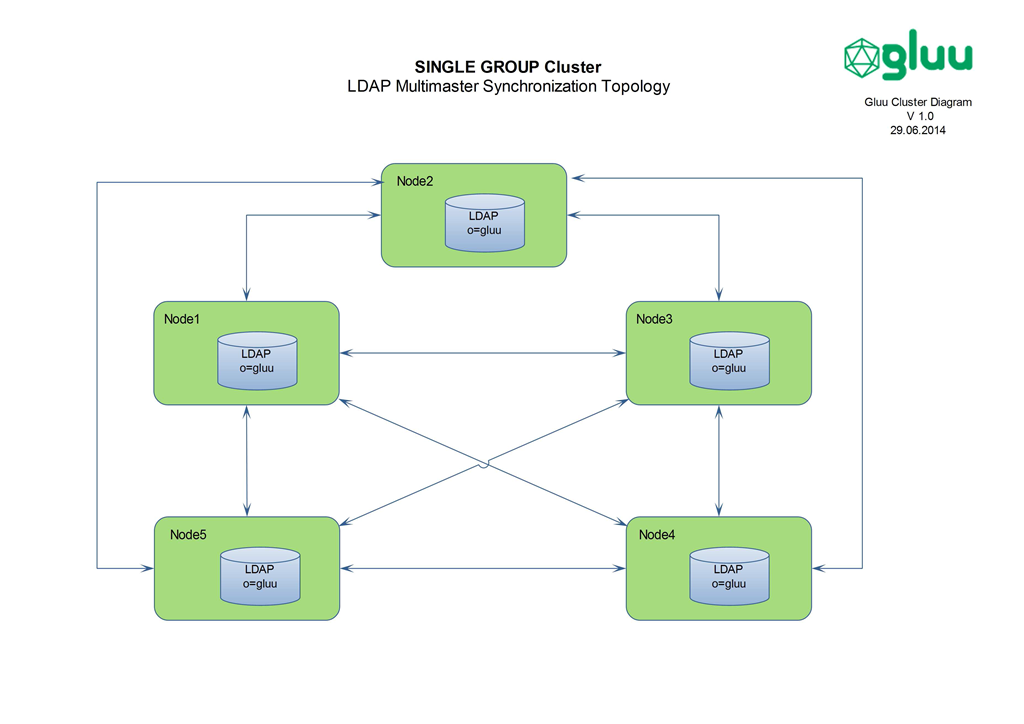 gluu
SINGLE GROUP Cluster
LDAP Multimaster Synchronization Topology
Gluu Cluster Diagram
V 1.0
29.06.2014
Node2
LDAP
o=gluu
Node1
LDAP
o=gluu
Node3
LDAP
o=gluu
Node5
LDAP
o=gluu
Node4
LDAP
o=gluu